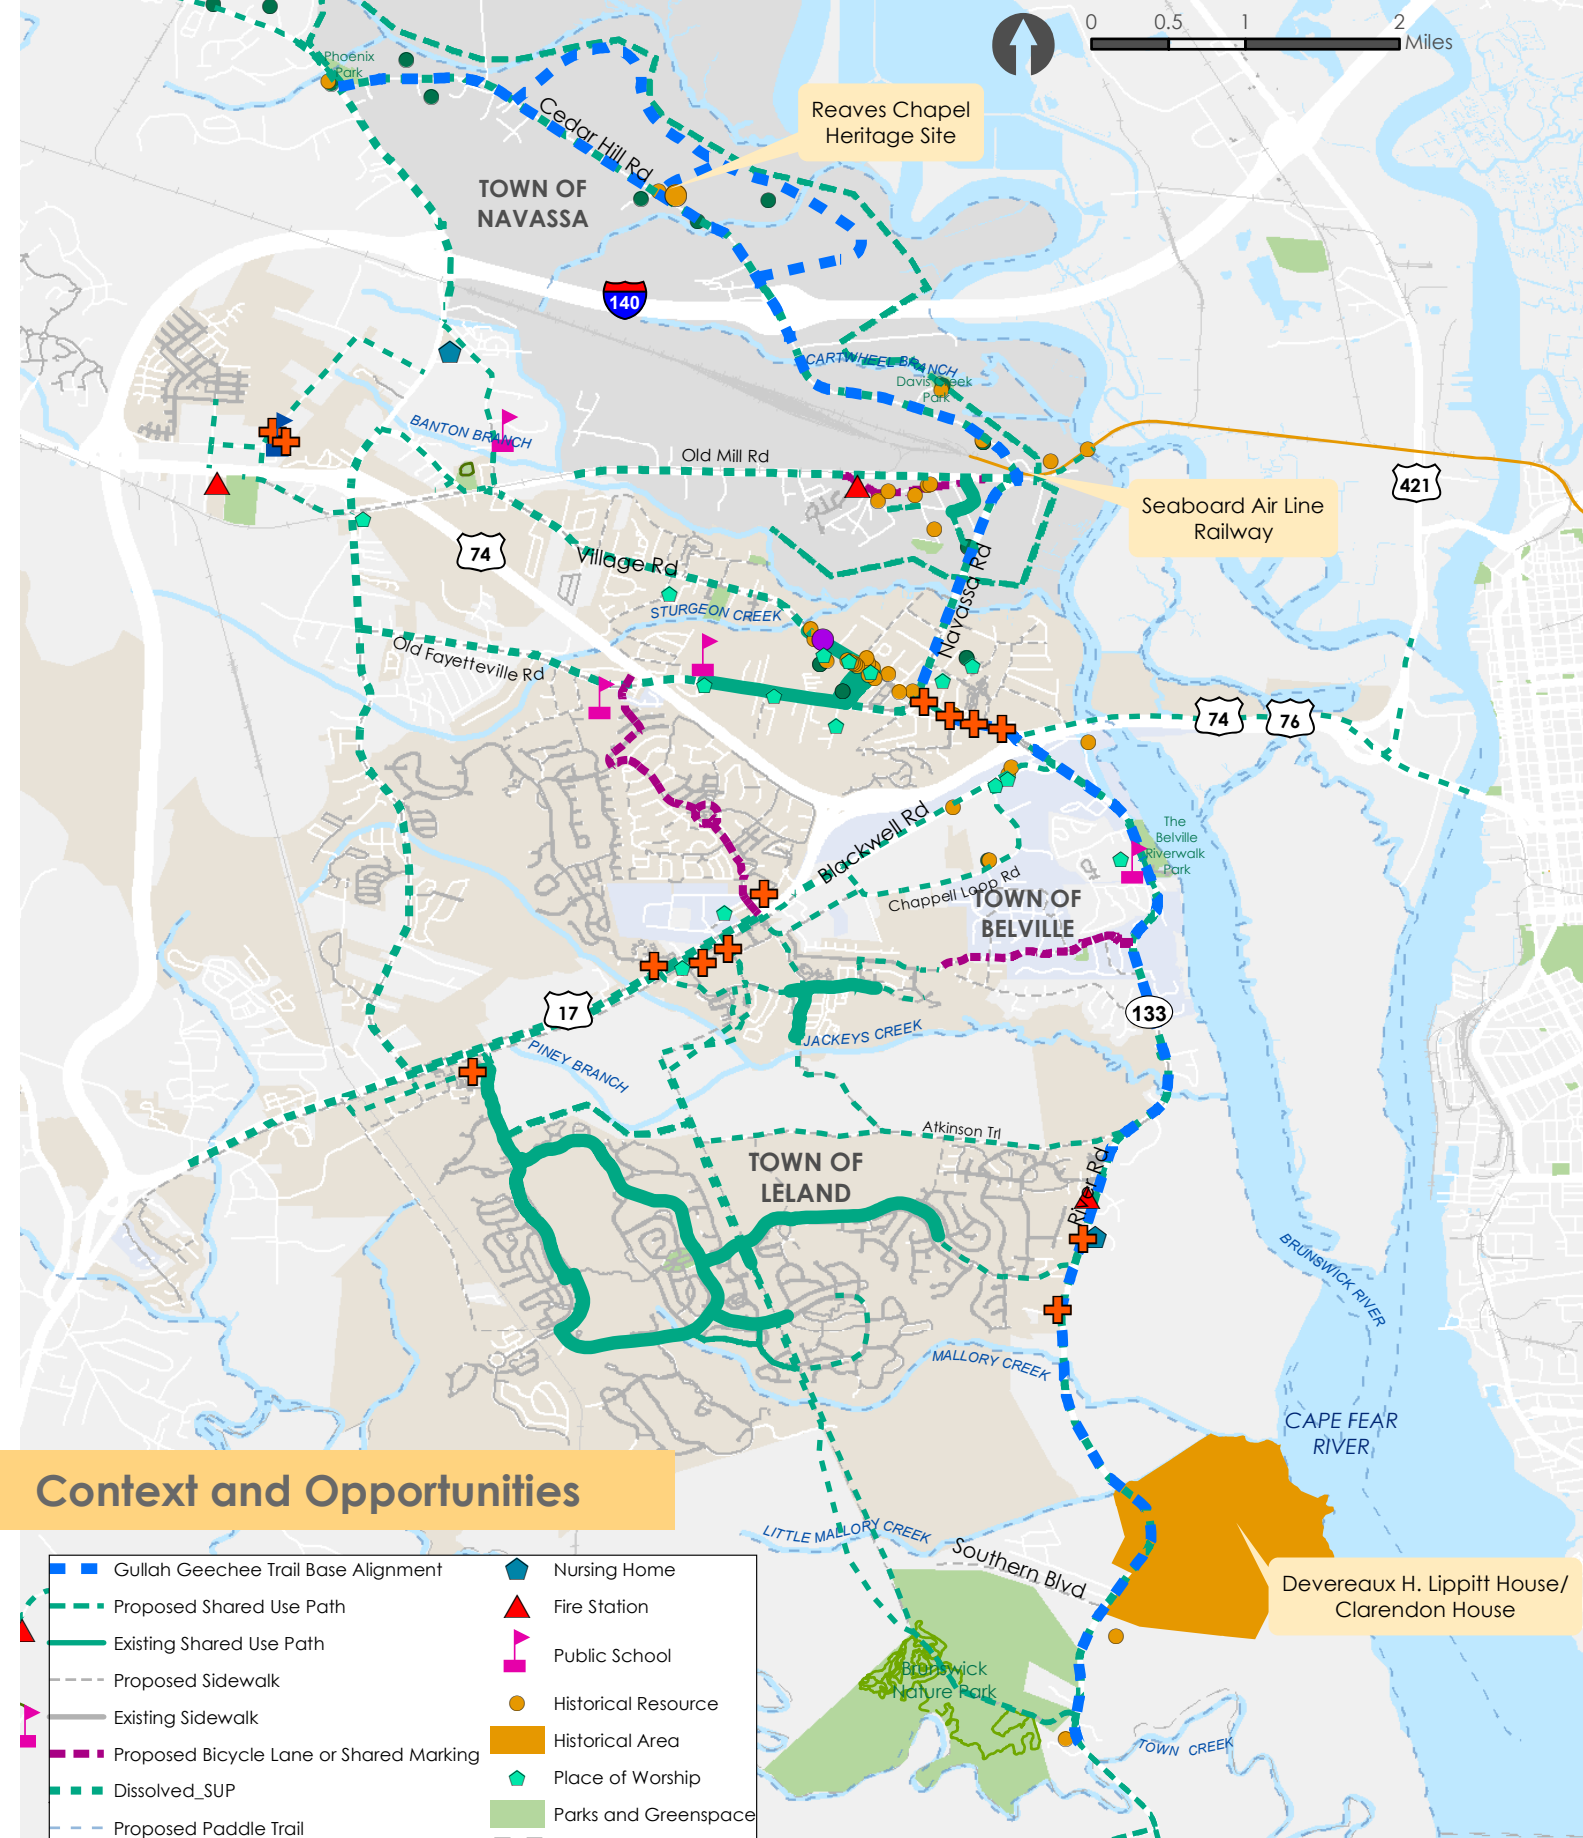 0 0.5 1 2
Miles
Phoenix
Park
Reaves Chapel
Heritage Site
Cedar Hill Rd
TOWN OF
NAVASSA
140
CARTWHEEL BRANCH
Davis Creek
Park
BANTON BRANCH
Old Mill Rd
421
Seaboard Air Line
Railway
74
Village Rd
Navassa Rd
STURGEON CREEK
Old Fayetteville Rd
74
76
Blackwell Rd
The
Belville
Riverwalk
Park
Chappell Loop Rd
TOWN OF
BELVILLE
17
133
JACKEYS CREEK
PINEY BRANCH
Atkinson Trl
TOWN OF
LELAND
River Rd
BRUNSWICK RIVER
MALLORY CREEK
CAPE FEAR
RIVER
Context and Opportunities
LITTLE MALLORY CREEK
Southern Blvd
Devereaux H. Lippitt House/
Clarendon House
Brunswick
Nature Park
TOWN CREEK
Gullah Geechee Trail Base Alignment
Proposed Shared Use Path
Existing Shared Use Path
Proposed Sidewalk
Existing Sidewalk
Proposed Bicycle Lane or Shared Marking
Dissolved_SUP
Proposed Paddle Trail
Nursing Home
Fire Station
Public School
Historical Resource
Historical Area
Place of Worship
Parks and Greenspace